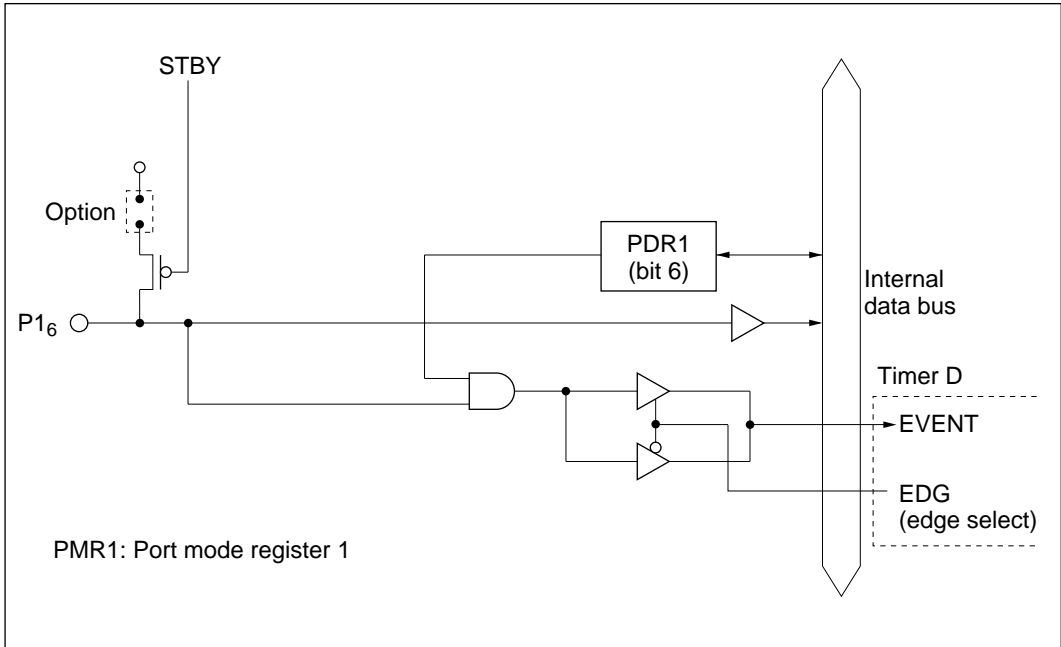 STBY
Option
PDR1
(bit 6)
Internal
data bus
P1₆
Timer D
EVENT
EDG
(edge select)
PMR1: Port mode register 1